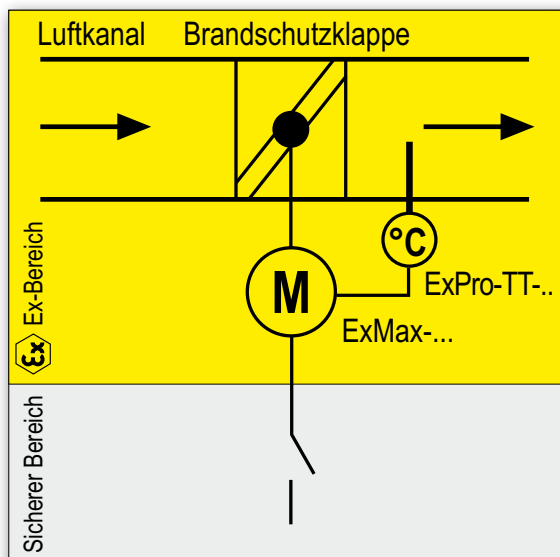 Luftkanal Brandschutzklappe
°C
ExPro-TT-..
M
ExMax-...
Ex Ex-Bereich
Sicherer Bereich